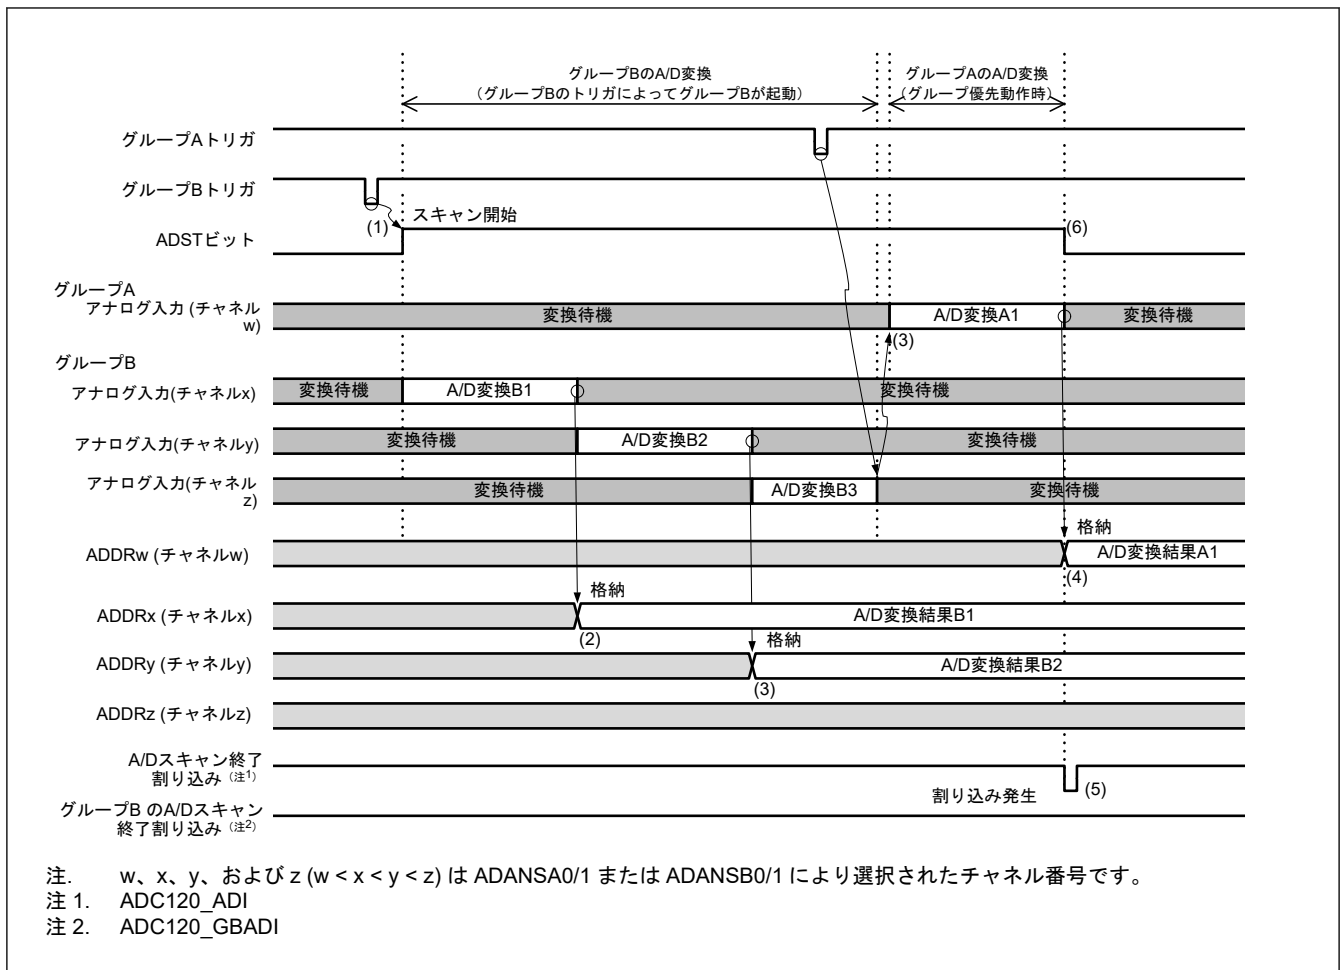 グループBのA/D変換
（グループBのトリガによってグループBが起動）
グループAのA/D変換
（グループ優先動作時）
グループAトリガ
グループBトリガ
(1)
スキャン開始
(6)
ADSTビット
グループA
アナログ入力 (チャネル
w)
変換待機
A/D変換A1
変換待機
(3)
グループB
アナログ入力(チャネルx)
変換待機
A/D変換B1
変換待機
アナログ入力(チャネルy)
変換待機
A/D変換B2
変換待機
アナログ入力(チャネル
z)
変換待機
A/D変換B3
変換待機
格納
ADDRw (チャネルw)
A/D変換結果A1
(4)
格納
ADDRx (チャネルx)
A/D変換結果B1
(2)
格納
ADDRy (チャネルy)
A/D変換結果B2
(3)
ADDRz (チャネルz)
A/Dスキャン終了
割り込み（注1）
割り込み発生
(5)
グループB のA/Dスキャン
終了割り込み（注2）
注. w、x、y、および z (w < x < y < z) は ADANSA0/1 または ADANSB0/1 により選択されたチャネル番号です。
注 1. ADC120_ADI
注 2. ADC120_GBADI